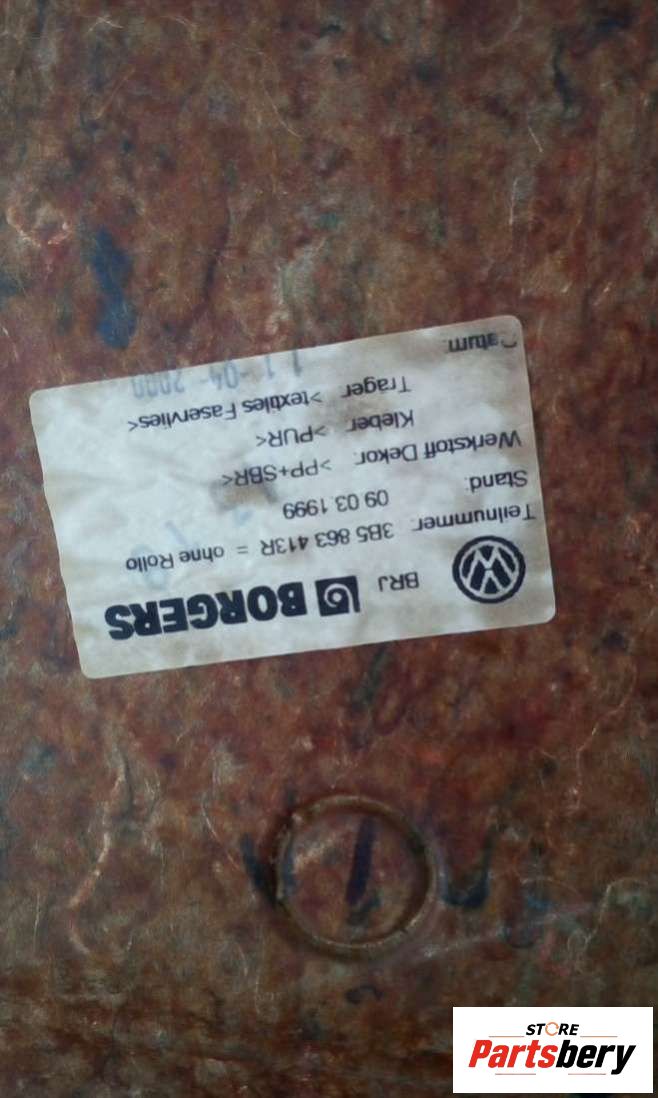 BRJ BORGERS
Teilnummer: 3B5 863 413R = ohne Rollo
Stand: 09 03 1999
Werkstoff Dekor: >PP+SBR<
Kleber >PUR<
Träger >textiles Faservlies<
Datum: 11-04-2000
STORE
Partsbery